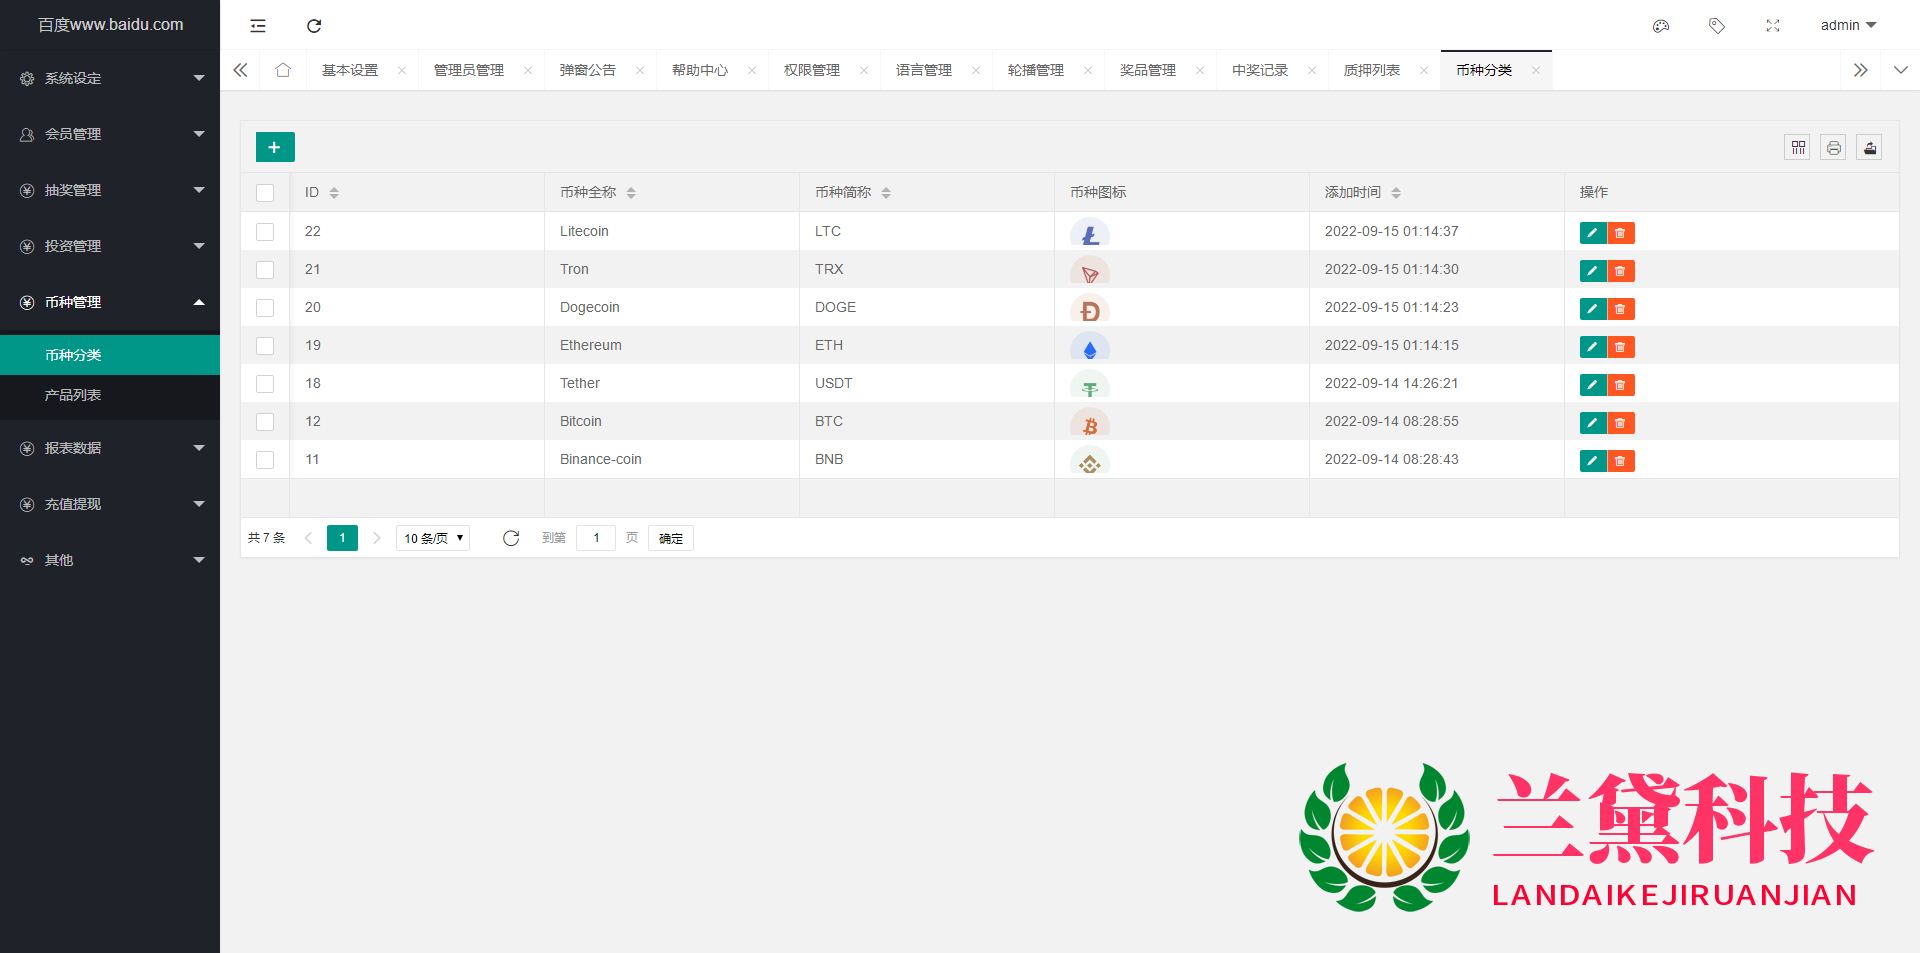 百度www.baidu.com
admin
基本设置
管理员管理
弹窗公告
帮助中心
权限管理
语言管理
轮播管理
奖品管理
中奖记录
质押列表
币种分类
系统设定
会员管理
抽奖管理
投资管理
币种管理
币种分类
产品列表
报表数据
充值提现
其他
ID 币种全称 币种简称 币种图标 添加时间 操作
22 Litecoin LTC 2022-09-15 01:14:37
21 Tron TRX 2022-09-15 01:14:30
20 Dogecoin DOGE 2022-09-15 01:14:23
19 Ethereum ETH 2022-09-15 01:14:15
18 Tether USDT 2022-09-14 14:26:21
12 Bitcoin BTC 2022-09-14 08:28:55
11 Binance-coin BNB 2022-09-14 08:28:43
共 7 条 1 10 条/页 到第 1 页 确定
兰黛科技
LANDAIKEJIRUANJIAN